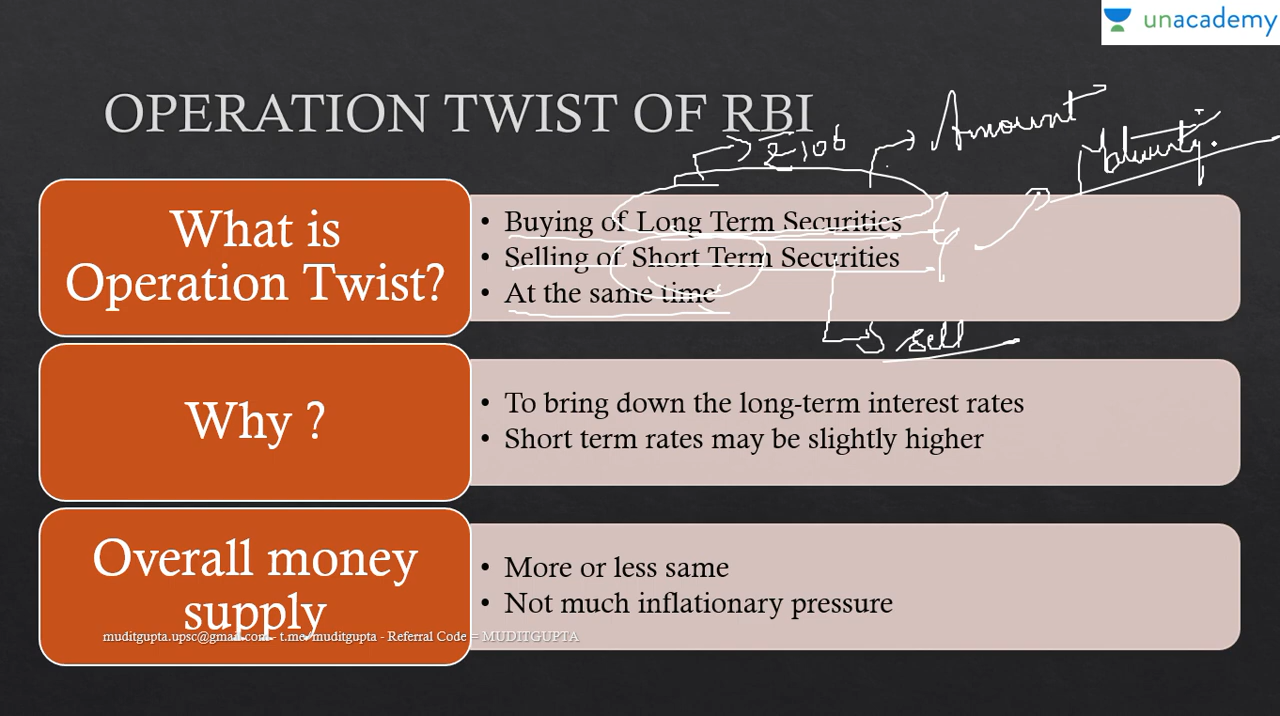 unacademy
OPERATION TWIST OF RBI
Amount
What is
Operation Twist?
• Buying of Long Term Securities
• Selling of Short Term Securities
• At the same time
sell
Why ?
• To bring down the long-term interest rates
• Short term rates may be slightly higher
Overall money
supply
• More or less same
• Not much inflationary pressure
muditgupta.upsc@gmail.com - t.me/muditgupta - Referral Code = MUDITGUPTA